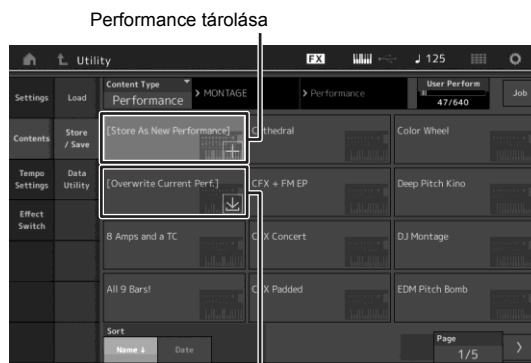 Performance tárolása
Utility
FX
125
Settings
Load
Content Type
Performance
MONTAGE
Performance
User Perform
47/640
Job
Contents
Store
/ Save
[Store As New Performance]
Cathedral
Color Wheel
Tempo
Settings
Data
Utility
[Overwrite Current Perf.]
CFX + FM EP
Deep Pitch Kino
Effect
Switch
8 Amps and a TC
CFX Concert
DJ Montage
All 9 Bars!
CFX Padded
EDM Pitch Bomb
Sort
Name
Date
Page
1/5